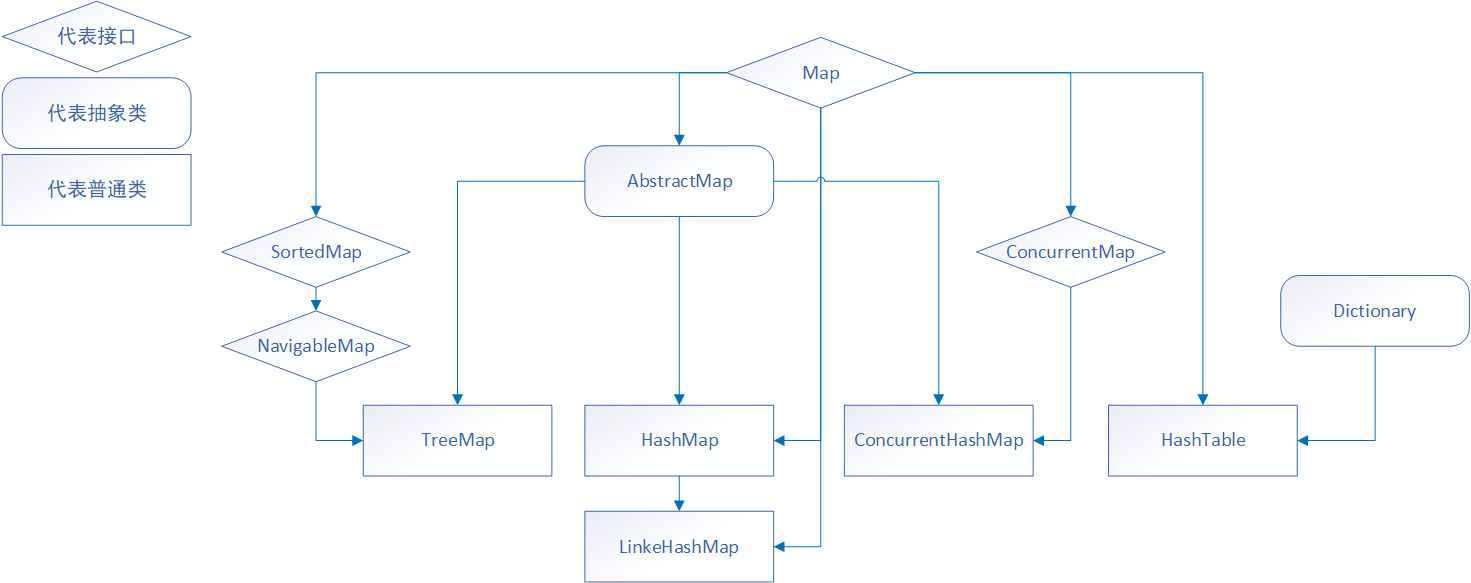 代表接口
代表抽象类
代表普通类
Map
AbstractMap
SortedMap
ConcurrentMap
NavigableMap
Dictionary
TreeMap
HashMap
ConcurrentHashMap
HashTable
LinkeHashMap